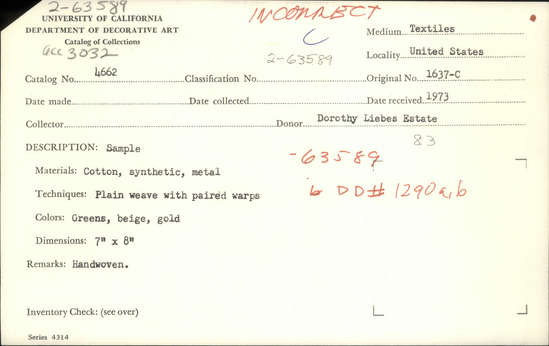 2-63589
UNIVERSITY OF CALIFORNIA
DEPARTMENT OF DECORATIVE ART
Catalog of Collections
acc 3032
INCORRECT
C
2-63589
Medium Textiles
Locality United States
Catalog No. 4662 Classification No. Original No. 1637-C
Date made Date collected Date received 1973
Collector Donor Dorothy Liebes Estate
83
DESCRIPTION: Sample
-63589
Materials: Cotton, synthetic, metal
Techniques: Plain weave with paired warps
DD# 1290a,b
Colors: Greens, beige, gold
Dimensions: 7" x 8"
Remarks: Handwoven.
Inventory Check: (see over)
Series 4314